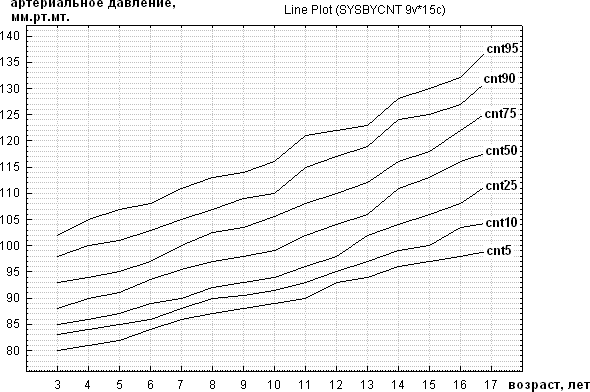 артериальное давление,
мм.рт.мт.
Line Plot (SYSBYCNT 9v*15c)
140
135
130
125
120
115
110
105
100
95
90
85
80
cnt95
cnt90
cnt75
cnt50
cnt25
cnt10
cnt5
3 4 5 6 7 8 9 10 11 12 13 14 15 16 17 возраст, лет